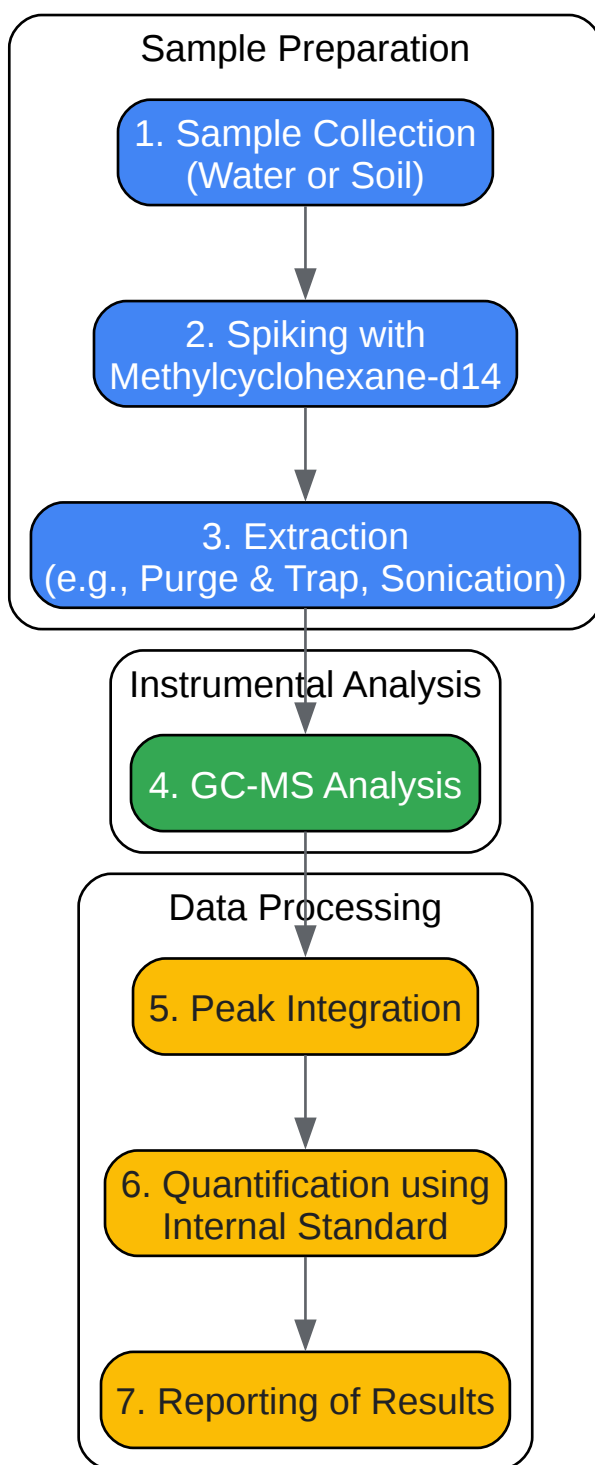 Sample Preparation
1. Sample Collection
(Water or Soil)
2. Spiking with
Methylcyclohexane-d14
3. Extraction
(e.g., Purge & Trap, Sonication)
Instrumental Analysis
4. GC-MS Analysis
Data Processing
5. Peak Integration
6. Quantification using
Internal Standard
7. Reporting of Results